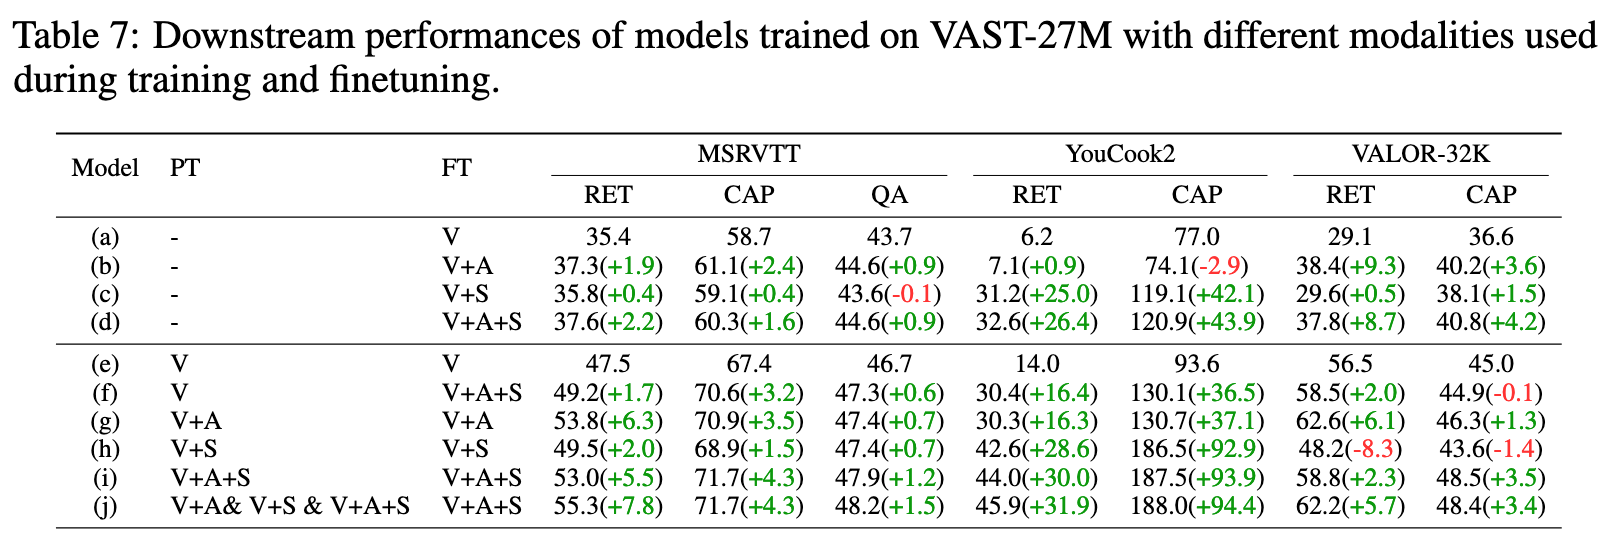 Table 7: Downstream performances of models trained on VAST-27M with different modalities used
during training and finetuning.
Model PT FT MSRVTT YouCook2 VALOR-32K
RET CAP QA RET CAP RET CAP
(a) - V 35.4 58.7 43.7 6.2 77.0 29.1 36.6
(b) - V+A 37.3(+1.9) 61.1(+2.4) 44.6(+0.9) 7.1(+0.9) 74.1(-2.9) 38.4(+9.3) 40.2(+3.6)
(c) - V+S 35.8(+0.4) 59.1(+0.4) 43.6(-0.1) 31.2(+25.0) 119.1(+42.1) 29.6(+0.5) 38.1(+1.5)
(d) - V+A+S 37.6(+2.2) 60.3(+1.6) 44.6(+0.9) 32.6(+26.4) 120.9(+43.9) 37.8(+8.7) 40.8(+4.2)
(e) V V 47.5 67.4 46.7 14.0 93.6 56.5 45.0
(f) V V+A+S 49.2(+1.7) 70.6(+3.2) 47.3(+0.6) 30.4(+16.4) 130.1(+36.5) 58.5(+2.0) 44.9(-0.1)
(g) V+A V+A 53.8(+6.3) 70.9(+3.5) 47.4(+0.7) 30.3(+16.3) 130.7(+37.1) 62.6(+6.1) 46.3(+1.3)
(h) V+S V+S 49.5(+2.0) 68.9(+1.5) 47.4(+0.7) 42.6(+28.6) 186.5(+92.9) 48.2(-8.3) 43.6(-1.4)
(i) V+A+S V+A+S 53.0(+5.5) 71.7(+4.3) 47.9(+1.2) 44.0(+30.0) 187.5(+93.9) 58.8(+2.3) 48.5(+3.5)
(j) V+A& V+S & V+A+S V+A+S 55.3(+7.8) 71.7(+4.3) 48.2(+1.5) 45.9(+31.9) 188.0(+94.4) 62.2(+5.7) 48.4(+3.4)